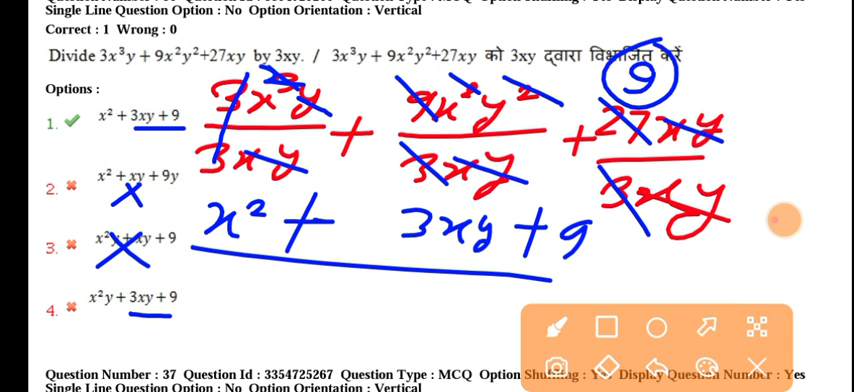 Single Line Question Option : No Option Orientation : Vertical
Correct : 1 Wrong : 0
Divide 3x³y + 9x²y²+27xy by 3xy. / 3x³y + 9x²y²+27xy को 3xy द्वारा विभाजित करें
Options :
1. x² + 3xy + 9
2. x² + xy + 9y
3. x²y + xy + 9
4. x²y + 3xy + 9
3x³y/3xy + 9x²y²/3xy + 27xy/3xy
9
x² + 3xy + 9
Question Number : 37 Question Id : 3354725267 Question Type : MCQ Option Shuffling : Yes Display Question Number : Yes
Single Line Question Option : No Option Orientation : Vertical